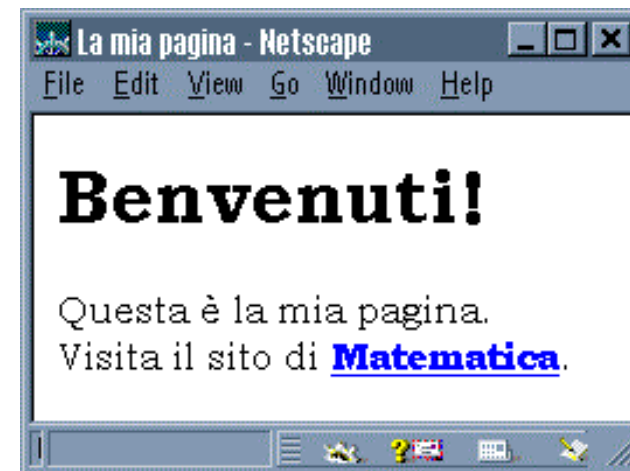 La mia pagina - Netscape
File Edit View Go Window Help
Benvenuti!
Questa è la mia pagina.
Visita il sito di Matematica.